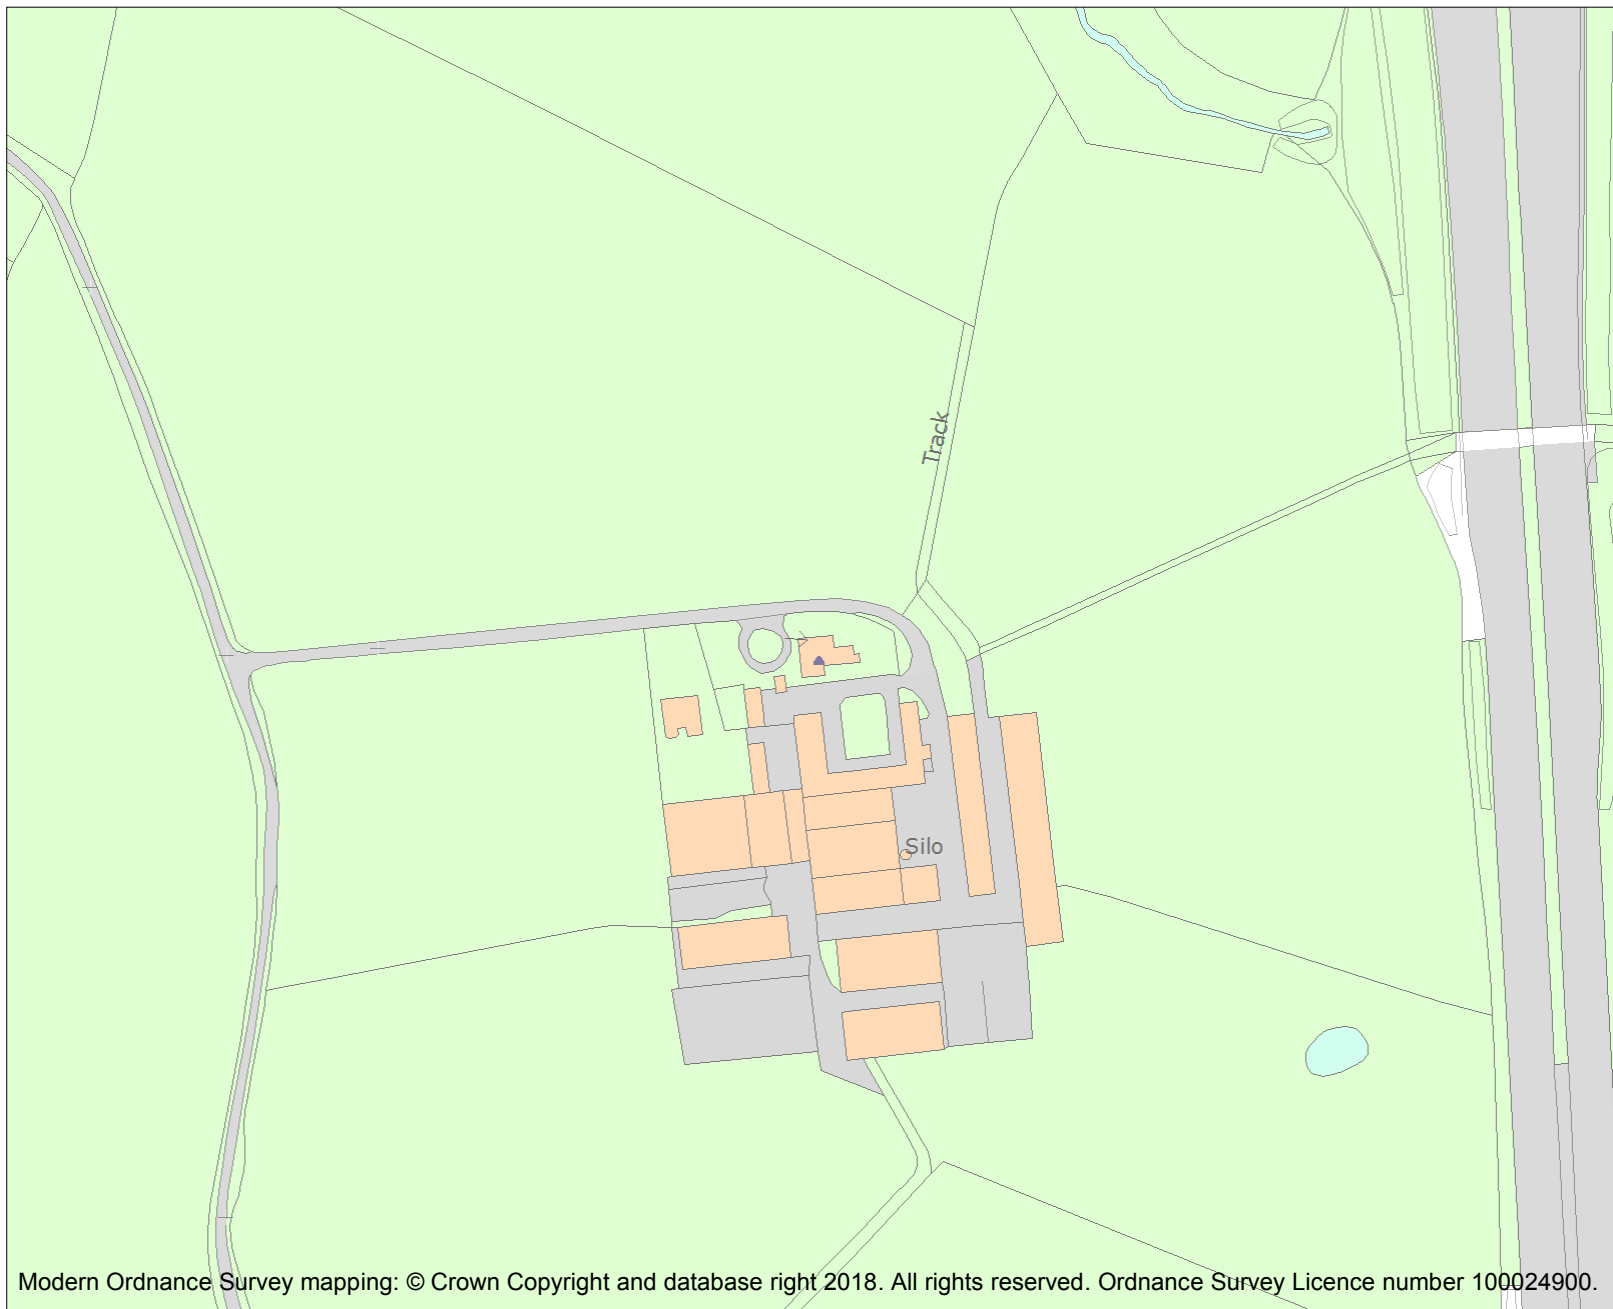 Track
Silo
Modern Ordnance Survey mapping: © Crown Copyright and database right 2018. All rights reserved. Ordnance Survey Licence number 100024900.